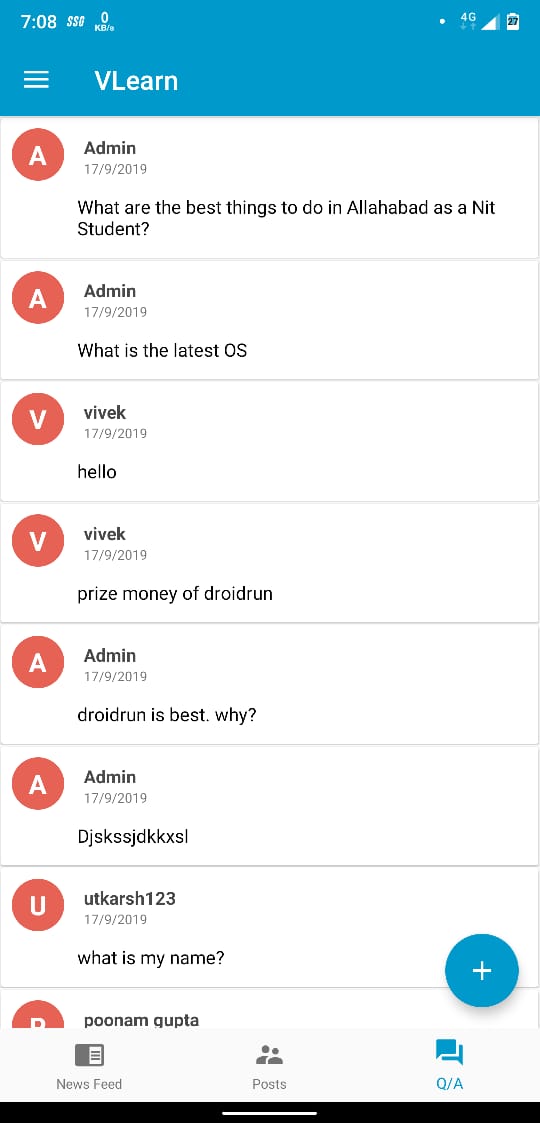 7:08 SSG 0 KB/s 4G 27
VLearn
A
Admin
17/9/2019
What are the best things to do in Allahabad as a Nit
Student?
A
Admin
17/9/2019
What is the latest OS
V
vivek
17/9/2019
hello
V
vivek
17/9/2019
prize money of droidrun
A
Admin
17/9/2019
droidrun is best. why?
A
Admin
17/9/2019
Djskssjdkkxsl
U
utkarsh123
17/9/2019
what is my name?
+
P
poonam gupta
News Feed Posts Q/A